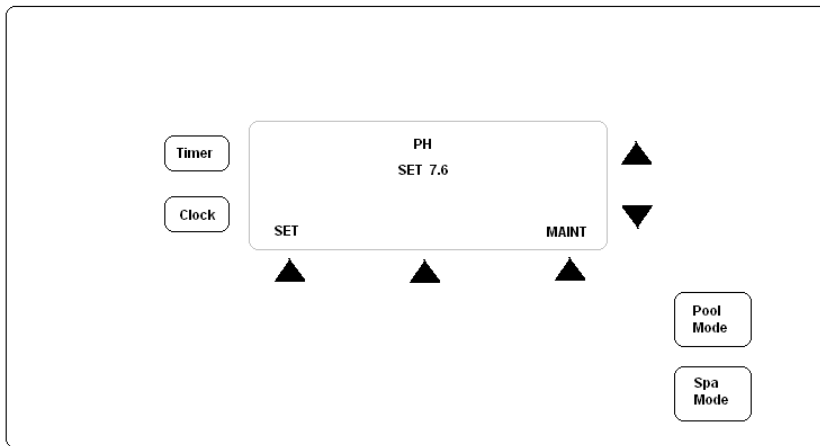 PH
Timer
SET 7.6
Clock
SET MAINT
Pool
Mode
Spa
Mode